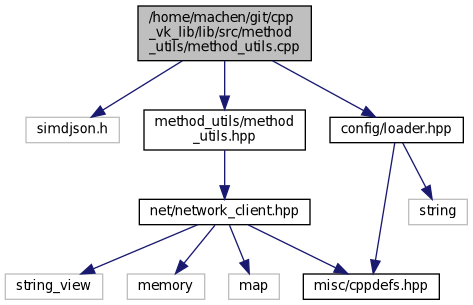 /home/machen/git/cpp
_vk_lib/lib/src/method
_utils/method_utils.cpp
simdjson.h
method_utils/method
_utils.hpp
config/loader.hpp
net/network_client.hpp
string
string_view
memory
map
misc/cppdefs.hpp